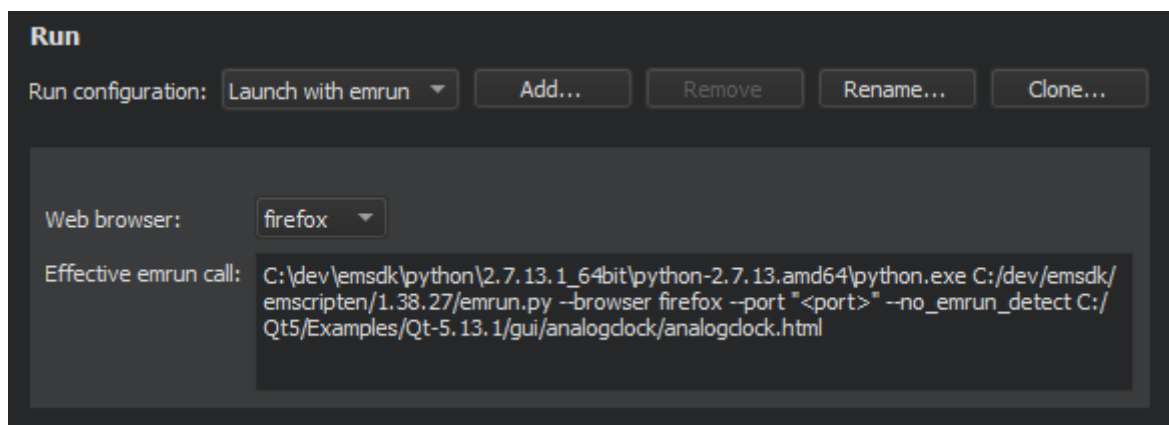 Run
Run configuration: Launch with emrun Add... Remove Rename... Clone...
Web browser: firefox
Effective emrun call: C:\dev\emsdk\python\2.7.13.1_64bit\python-2.7.13.amd64\python.exe C:/dev/emsdk/
emscripten/1.38.27/emrun.py --browser firefox --port "<port>" --no_emrun_detect C:/
Qt5/Examples/Qt-5.13.1/gui/analogclock/analogclock.html